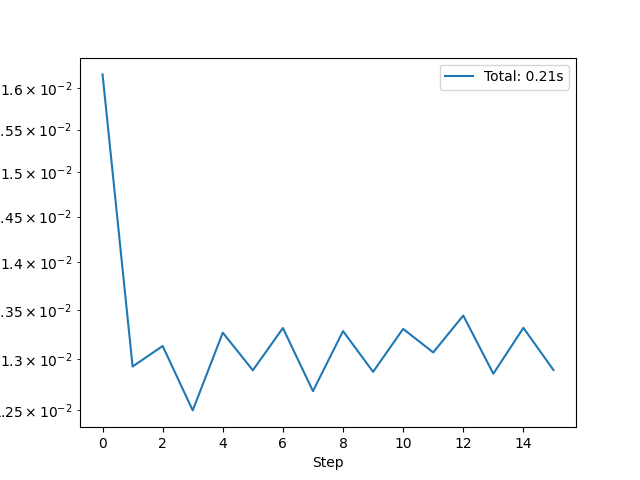 Total: 0.21s
1.6 × 10⁻²
.55 × 10⁻²
1.5 × 10⁻²
.45 × 10⁻²
1.4 × 10⁻²
.35 × 10⁻²
1.3 × 10⁻²
.25 × 10⁻²
0 2 4 6 8 10 12 14
Step